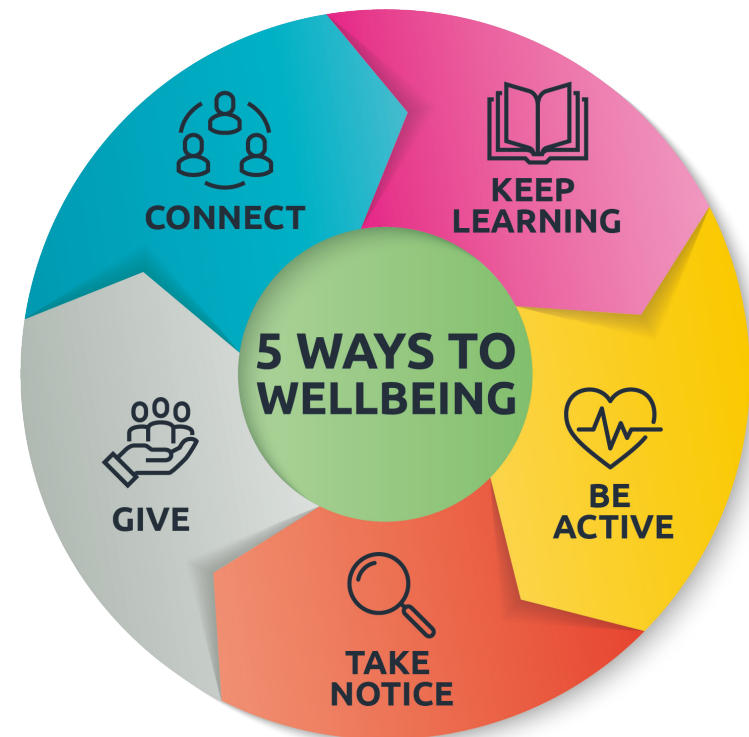 CONNECT
KEEP
LEARNING
5 WAYS TO
WELLBEING
BE
ACTIVE
GIVE
TAKE
NOTICE